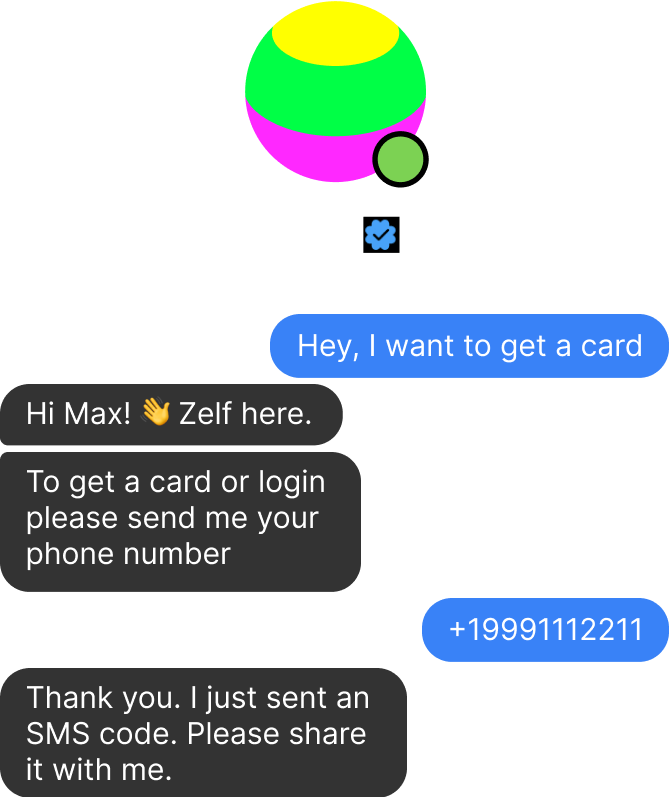 Hey, I want to get a card
Hi Max! 👋 Zelf here.
To get a card or login
please send me your
phone number
+19991112211
Thank you. I just sent an
SMS code. Please share
it with me.